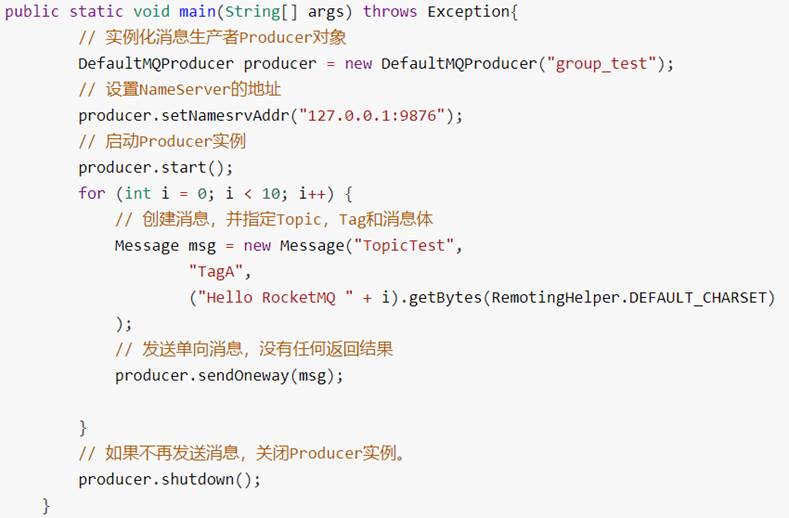 public static void main(String[] args) throws Exception{
// 实例化消息生产者Producer对象
DefaultMQProducer producer = new DefaultMQProducer("group_test");
// 设置NameServer的地址
producer.setNamesrvAddr("127.0.0.1:9876");
// 启动Producer实例
producer.start();
for (int i = 0; i < 10; i++) {
// 创建消息，并指定Topic，Tag和消息体
Message msg = new Message("TopicTest",
"TagA",
("Hello RocketMQ " + i).getBytes(RemotingHelper.DEFAULT_CHARSET)
);
// 发送单向消息，没有任何返回结果
producer.sendOneway(msg);
}
// 如果不再发送消息，关闭Producer实例。
producer.shutdown();
}